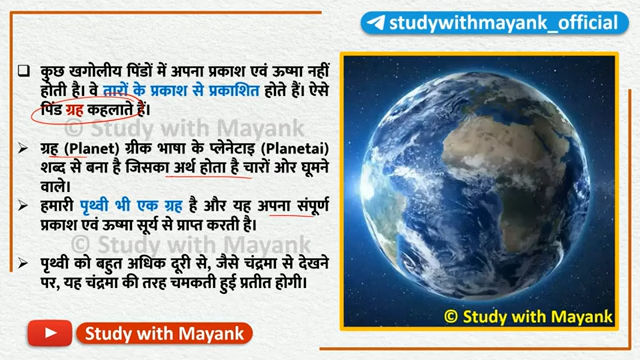 studywithmayank_official
कुछ खगोलीय पिंडों में अपना प्रकाश एवं ऊष्मा नहीं
होती है। वे तारों के प्रकाश से प्रकाशित होते हैं। ऐसे
पिंड ग्रह कहलाते हैं।
© Study with Mayank
ग्रह (Planet) ग्रीक भाषा के प्लेनेटाइ (Planetai)
शब्द से बना है जिसका अर्थ होता है चारों ओर घूमने
वाले।
हमारी पृथ्वी भी एक ग्रह है और यह अपना संपूर्ण
प्रकाश एवं ऊष्मा सूर्य से प्राप्त करती है।
© Study with Mayank
पृथ्वी को बहुत अधिक दूरी से, जैसे चंद्रमा से देखने
पर, यह चंद्रमा की तरह चमकती हुई प्रतीत होगी।
© Study with Mayank
Study with Mayank